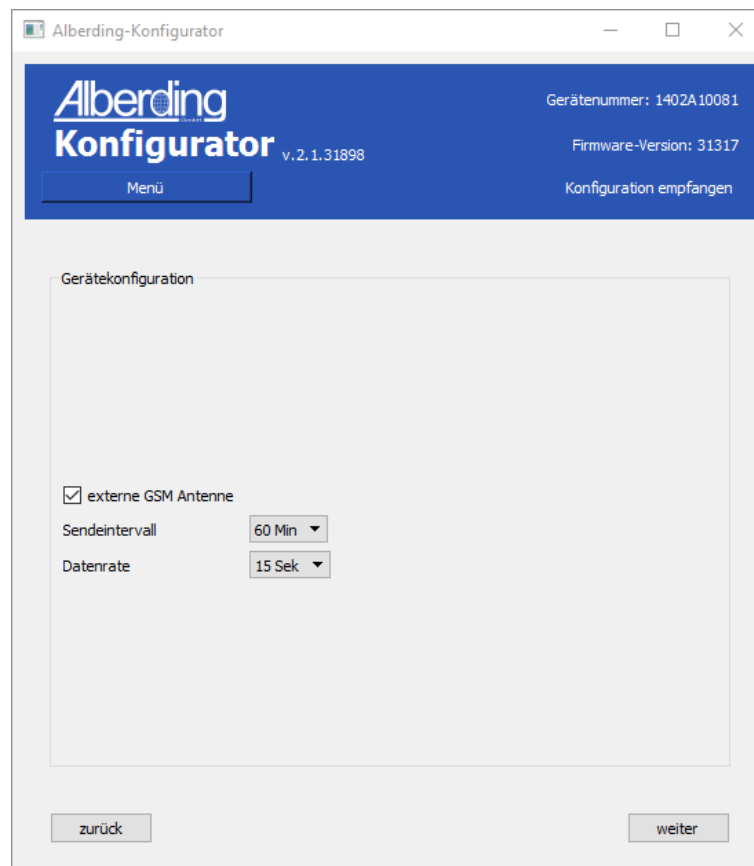 Alberding-Konfigurator
Alberding
GmbH
Konfigurator v.2.1.31898
Menü
Gerätenummer: 1402A10081
Firmware-Version: 31317
Konfiguration empfangen
Gerätekonfiguration
externe GSM Antenne
Sendeintervall 60 Min
Datenrate 15 Sek
zurück weiter